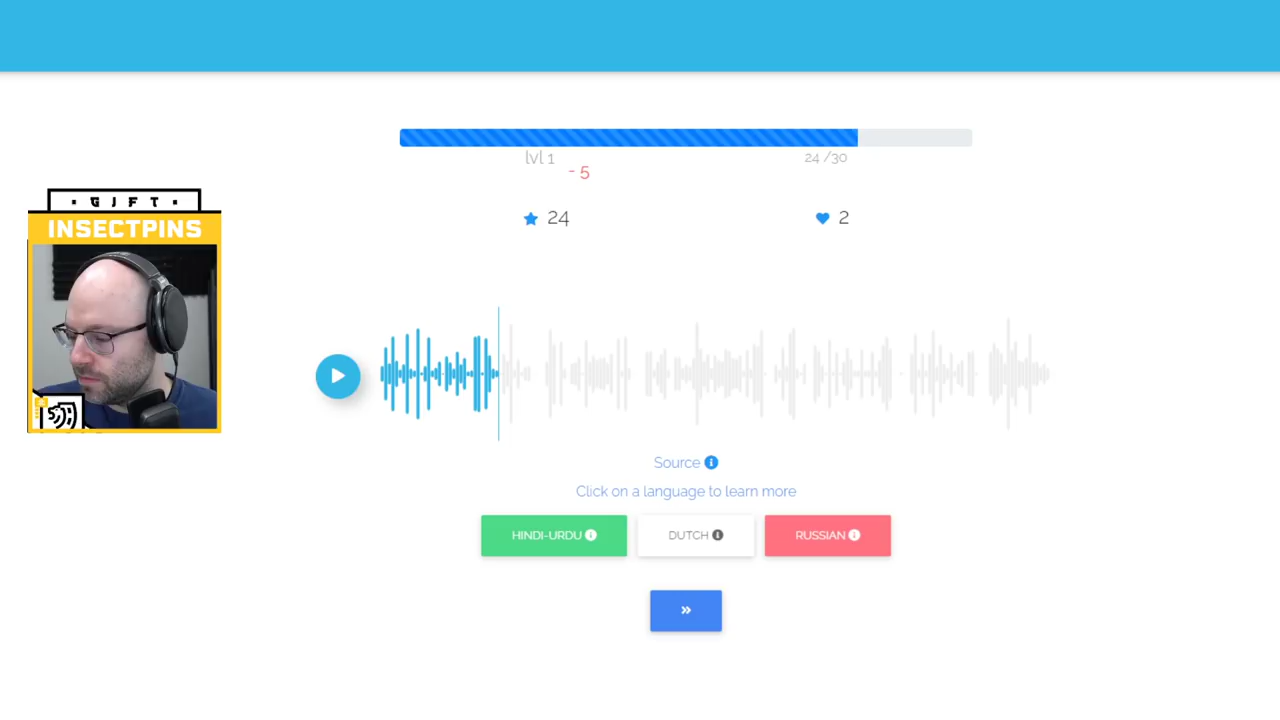 lvl 1
24 /30
- 5
24
2
GJFT
INSECTPINS
Source
Click on a language to learn more
HINDI-URDU
DUTCH
RUSSIAN